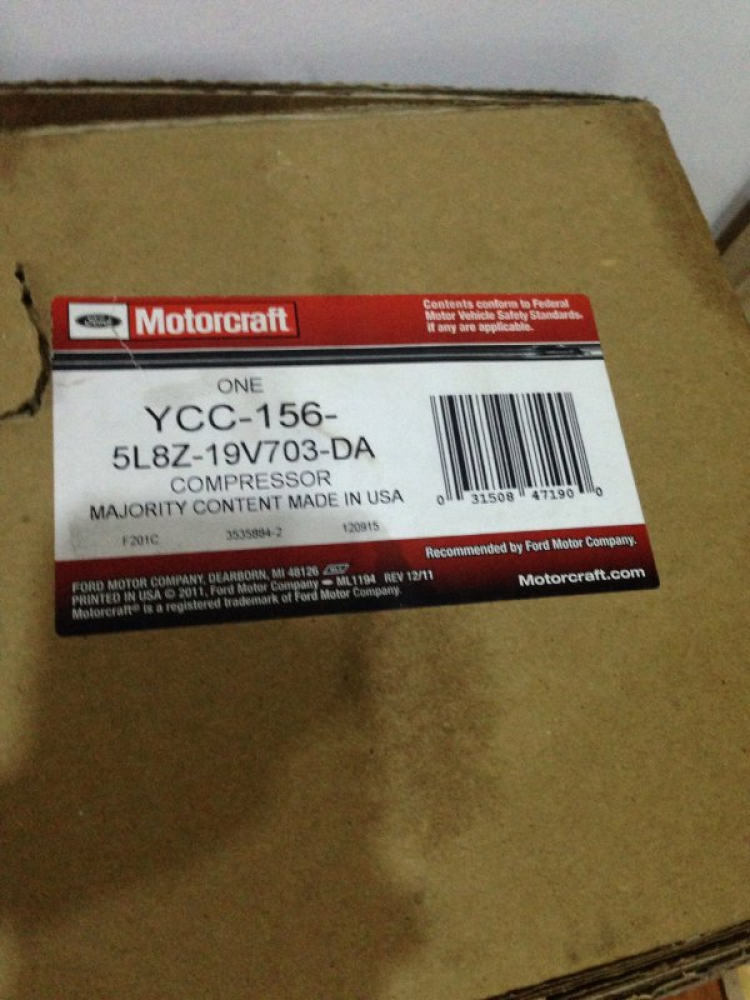 Ford Motorcraft
Contents conform to Federal
Motor Vehicle Safety Standards.
if any are applicable.
ONE
YCC-156-
5L8Z-19V703-DA
COMPRESSOR
MAJORITY CONTENT MADE IN USA
F201C 3535884-2 120915
0 31508 47190 0
Recommended by Ford Motor Company.
FORD MOTOR COMPANY, DEARBORN, MI 48126
PRINTED IN USA © 2011, Ford Motor Company ML1194 REV 12/11
Motorcraft® is a registered trademark of Ford Motor Company.
Motorcraft.com